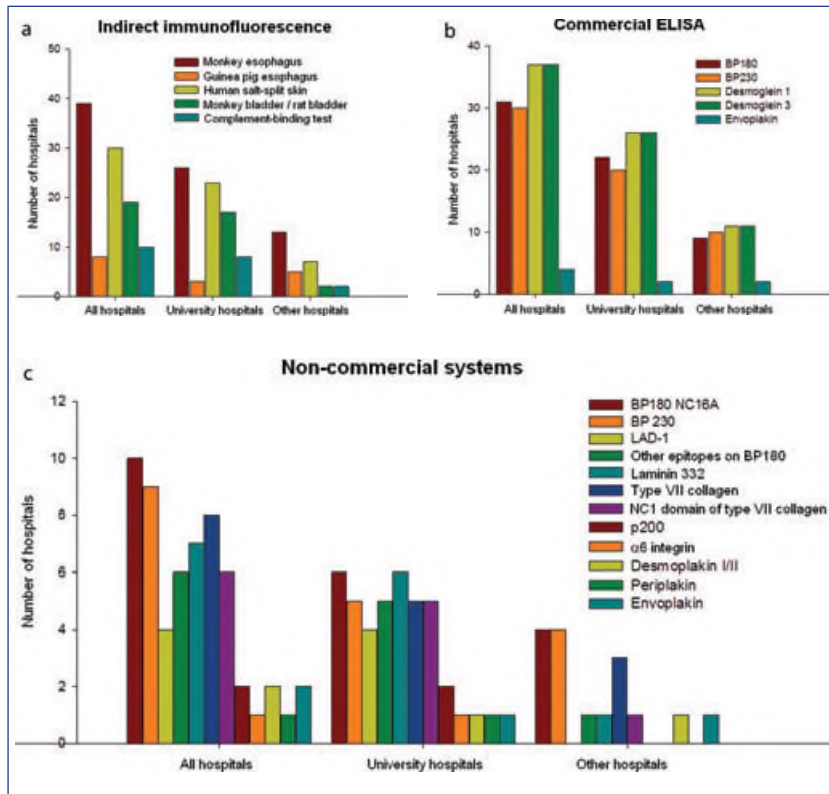 a
Indirect immunofluorescence
Monkey esophagus
Guinea pig esophagus
Human salt-split skin
Monkey bladder / rat bladder
Complement-binding test
50
40
30
20
10
0
Number of hospitals
All hospitals
University hospitals
Other hospitals
b
Commercial ELISA
BP180
BP230
Desmoglein 1
Desmoglein 3
Envoplakin
40
30
20
10
0
Number of hospitals
All hospitals
University hospitals
Other hospitals
c
Non-commercial systems
BP180 NC16A
BP 230
LAD-1
Other epitopes on BP180
Laminin 332
Type VII collagen
NC1 domain of type VII collagen
p200
α6 integrin
Desmoplakin I/II
Periplakin
Envoplakin
12
10
8
6
4
2
0
Number of hospitals
All hospitals
University hospitals
Other hospitals